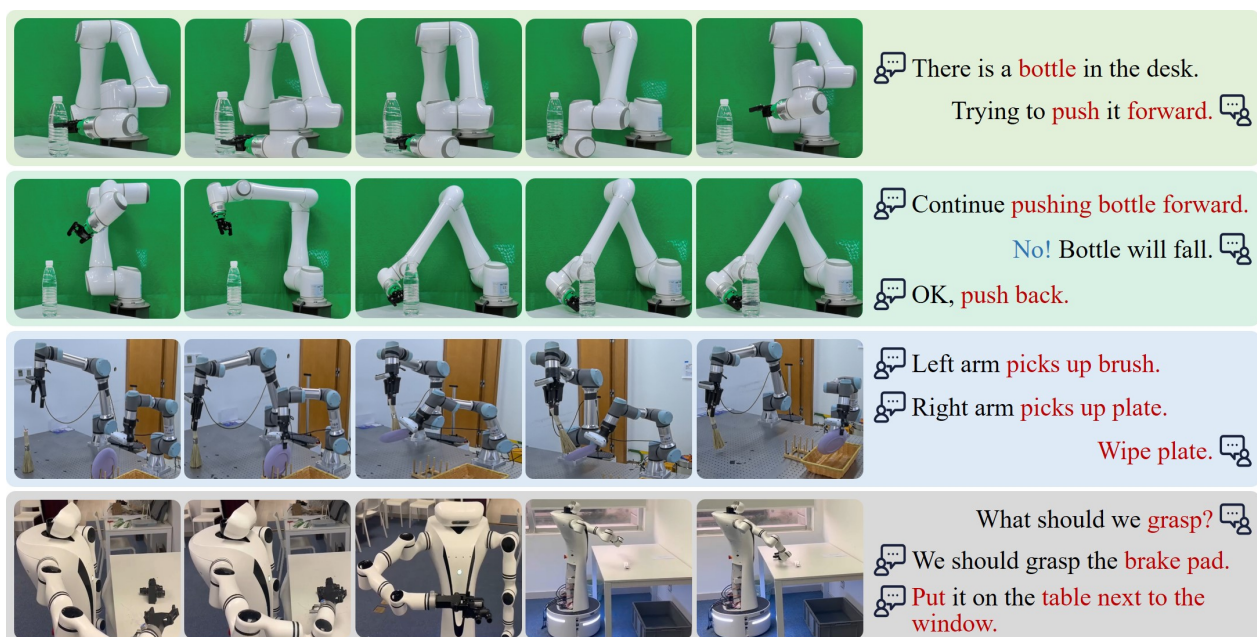 There is a bottle in the desk.
Trying to push it forward.
Continue pushing bottle forward.
No! Bottle will fall.
OK, push back.
Left arm picks up brush.
Right arm picks up plate.
Wipe plate.
What should we grasp?
We should grasp the brake pad.
Put it on the table next to the
window.